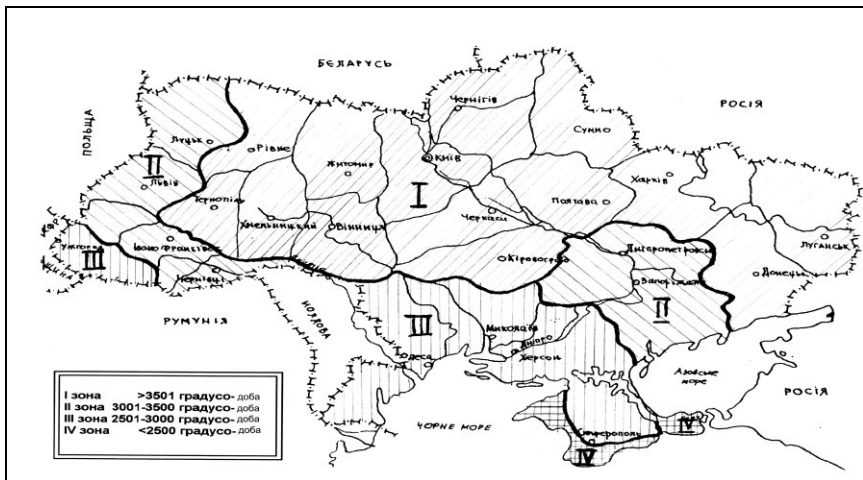 БЕЛАРУСЬ
РОСІЯ
ПОЛЬЩА
Чернігів
Суми
Луцьк
Рівне
Житомир
Київ
II
Львів
I
Харків
Полтава
Тернопіль
Хмельницький
Вінниця
Черкаси
Луганськ
Ужгород
Івано Франківськ
III
Чернівці
Кіровоград
Дніпропетровськ
Запоріжжя
Донецьк
II
РУМУНІЯ
МОЛДОВА
III
Миколаїв
Дніпро
Одеса
Херсон
Азовське
море
РОСІЯ
ЧОРНЕ МОРЕ
Сімферополь
IV
IV
I зона >3501 градусо-доба
II зона 3001-3500 градусо-доба
III зона 2501-3000 градусо-доба
IV зона <2500 градусо-доба